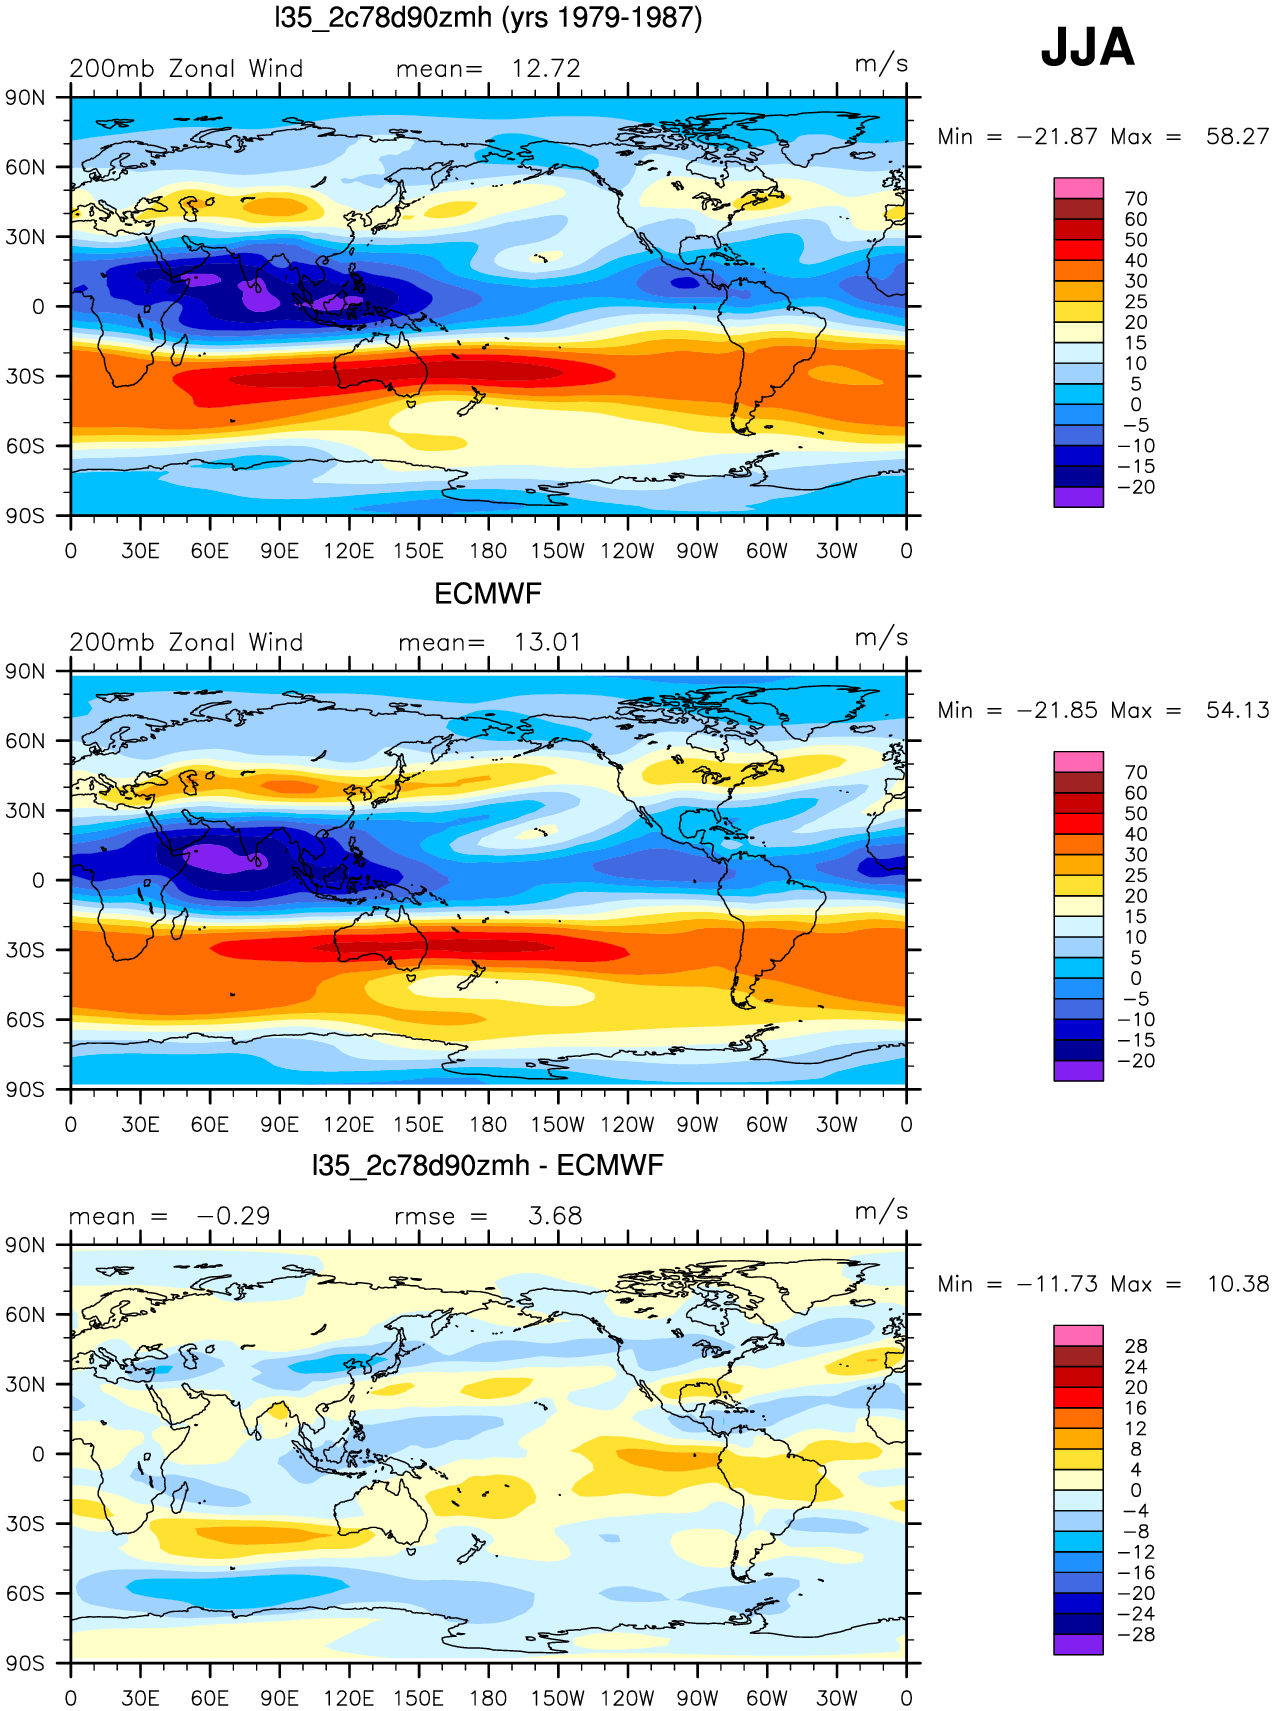 l35_2c78d90zmh (yrs 1979-1987)
JJA
200mb Zonal Wind mean= 12.72 m/s
Min = −21.87 Max = 58.27
90N
60N
30N
0
30S
60S
90S
0 30E 60E 90E 120E 150E 180 150W 120W 90W 60W 30W 0
70
60
50
40
30
25
20
15
10
5
0
−5
−10
−15
−20
ECMWF
200mb Zonal Wind mean= 13.01 m/s
Min = −21.85 Max = 54.13
90N
60N
30N
0
30S
60S
90S
0 30E 60E 90E 120E 150E 180 150W 120W 90W 60W 30W 0
70
60
50
40
30
25
20
15
10
5
0
−5
−10
−15
−20
l35_2c78d90zmh - ECMWF
mean = −0.29 rmse = 3.68 m/s
Min = −11.73 Max = 10.38
90N
60N
30N
0
30S
60S
90S
0 30E 60E 90E 120E 150E 180 150W 120W 90W 60W 30W 0
28
24
20
16
12
8
4
0
−4
−8
−12
−16
−20
−24
−28